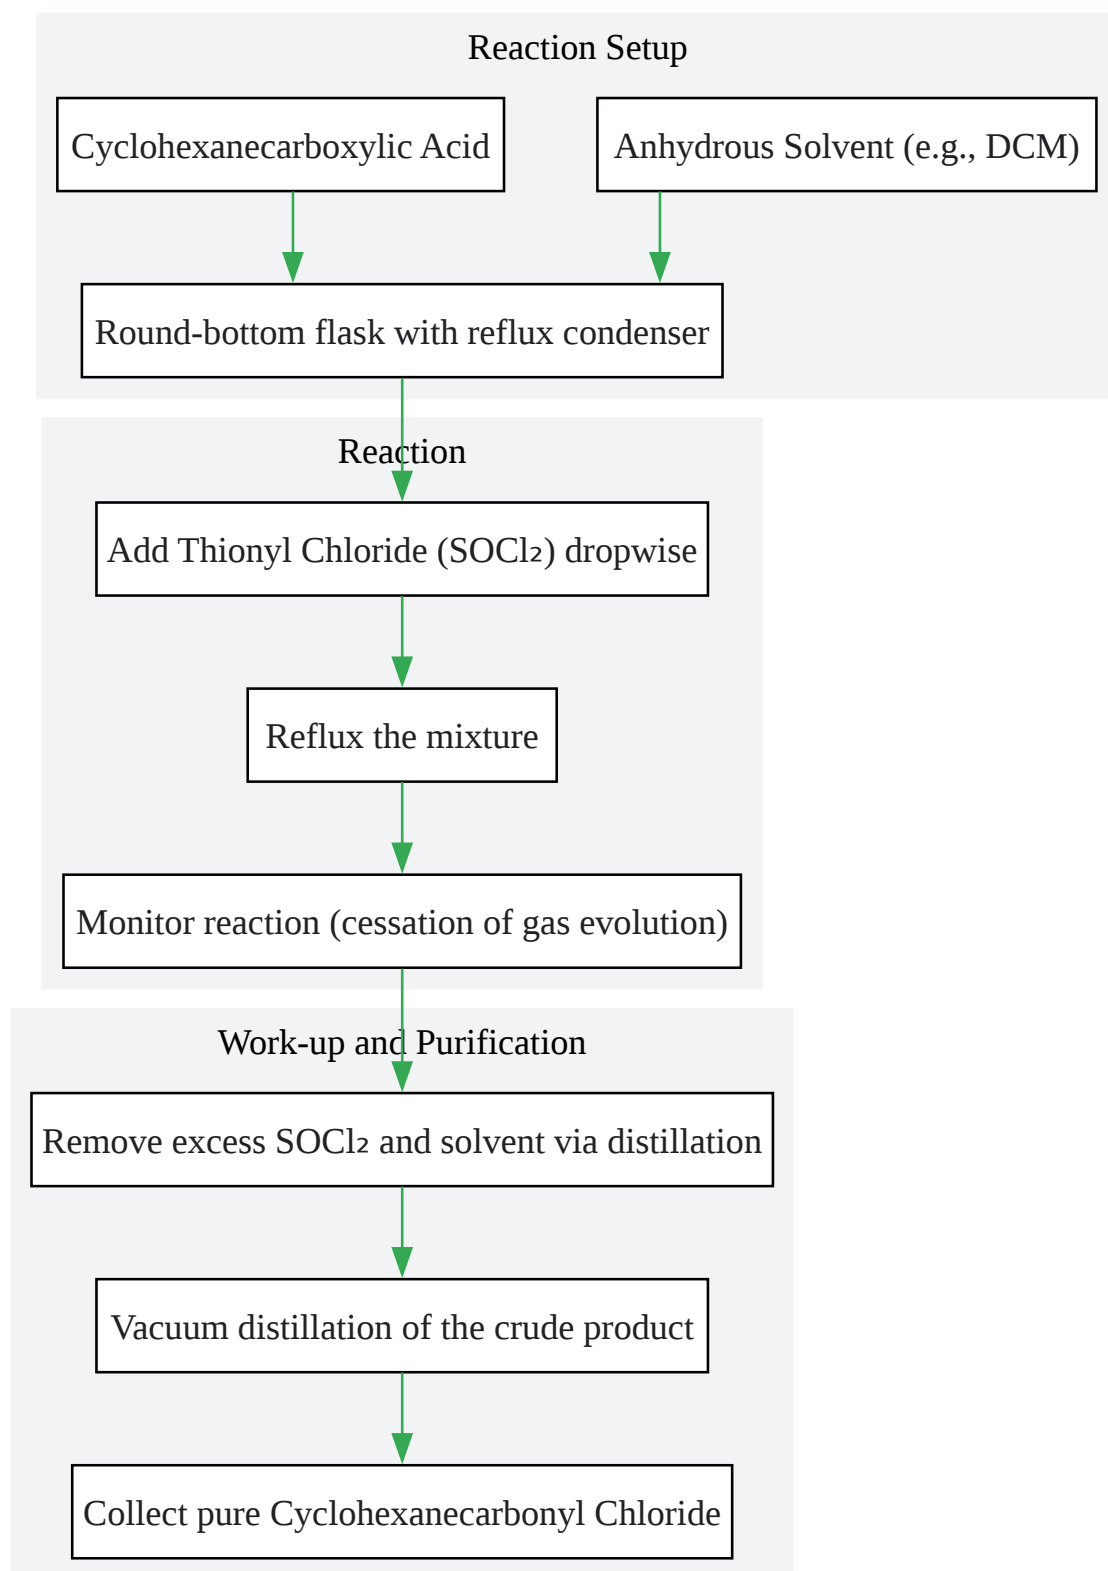 Reaction Setup
Cyclohexanecarboxylic Acid
Anhydrous Solvent (e.g., DCM)
Round-bottom flask with reflux condenser
Reaction
Add Thionyl Chloride (SOCl₂) dropwise
Reflux the mixture
Monitor reaction (cessation of gas evolution)
Work-up and Purification
Remove excess SOCl₂ and solvent via distillation
Vacuum distillation of the crude product
Collect pure Cyclohexanecarbonyl Chloride